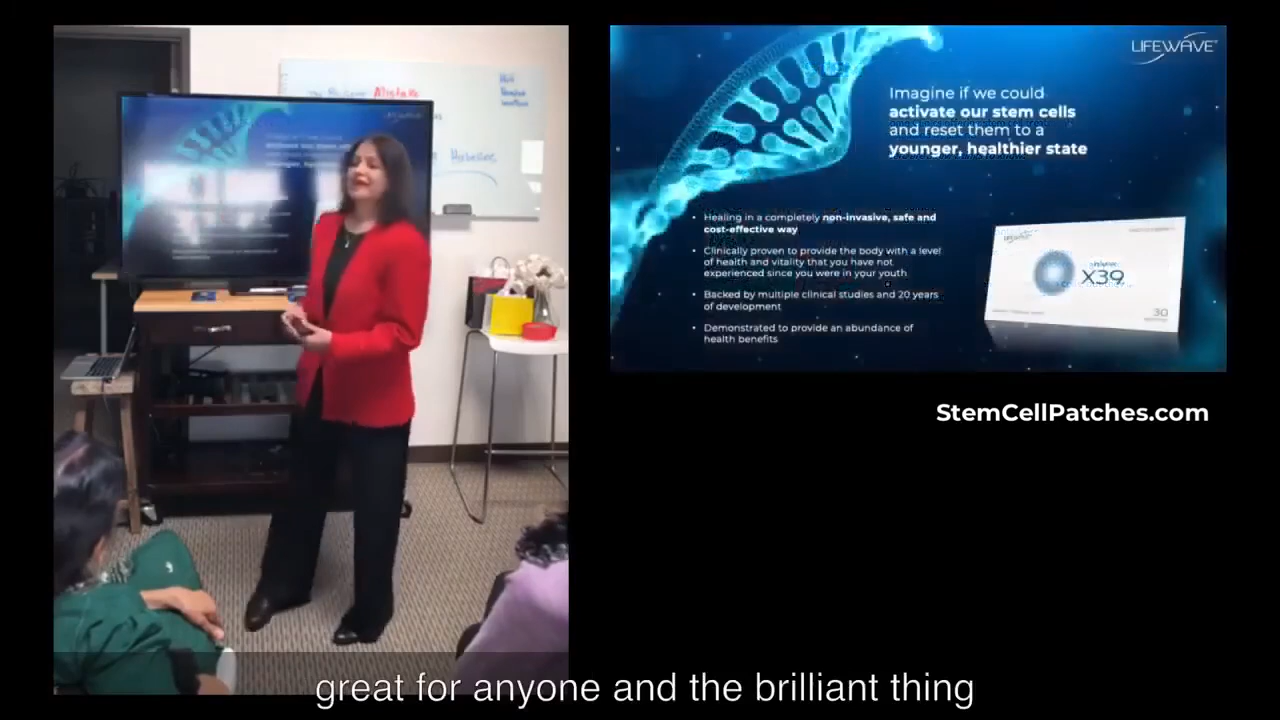 LIFEWAVE
Imagine if we could
activate our stem cells
and reset them to a
younger, healthier state
• Healing in a completely non-invasive, safe and
cost-effective way
• Clinically proven to provide the body with a level
of health and vitality that you have not
experienced since you were in your youth
• Backed by multiple clinical studies and 20 years
of development
• Demonstrated to provide an abundance of
health benefits
LIFEWAVE
X39
30
StemCellPatches.com
younger, health
great for anyone and the brilliant thing